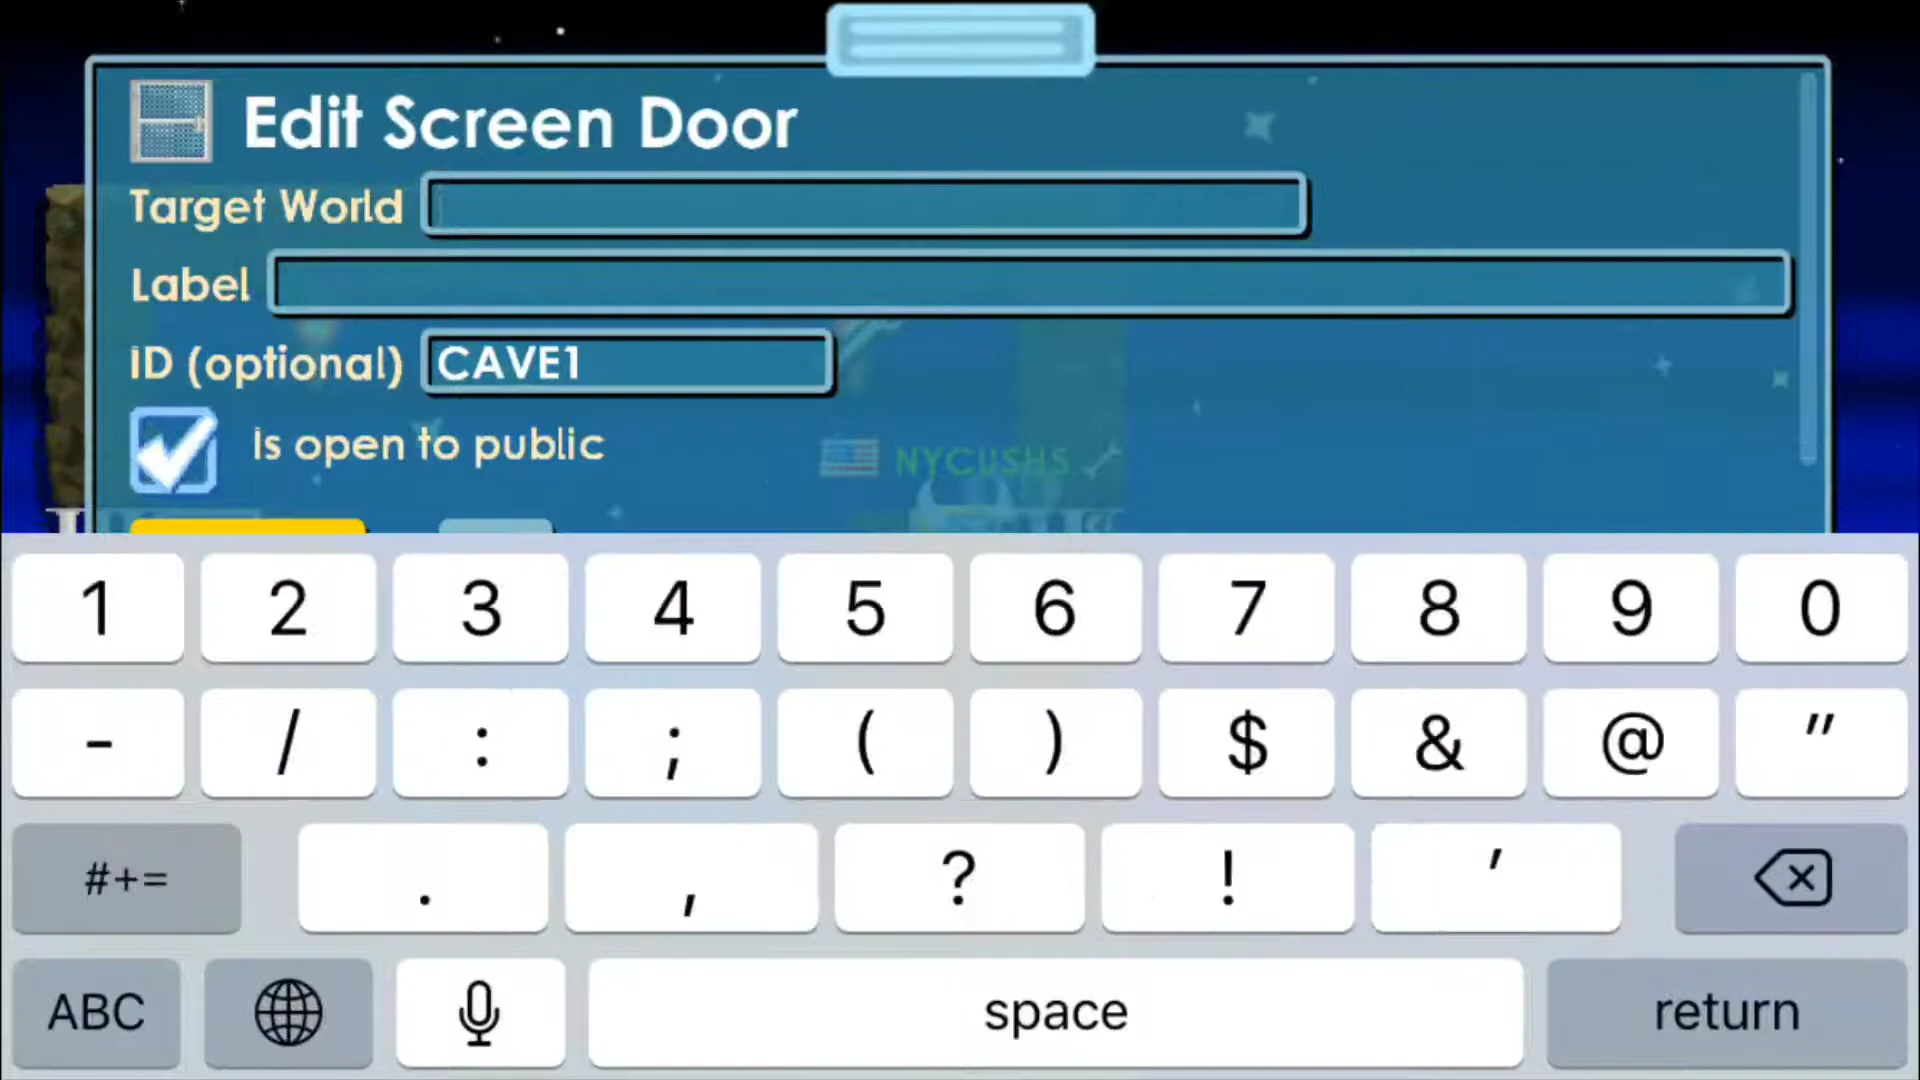 Edit Screen Door
Target World
Label
ID (optional) CAVE1
Is open to public
NYCUSHS
1 2 3 4 5 6 7 8 9 0
- / : ; ( ) $ & @ "
#+= . , ? ! '
ABC space return